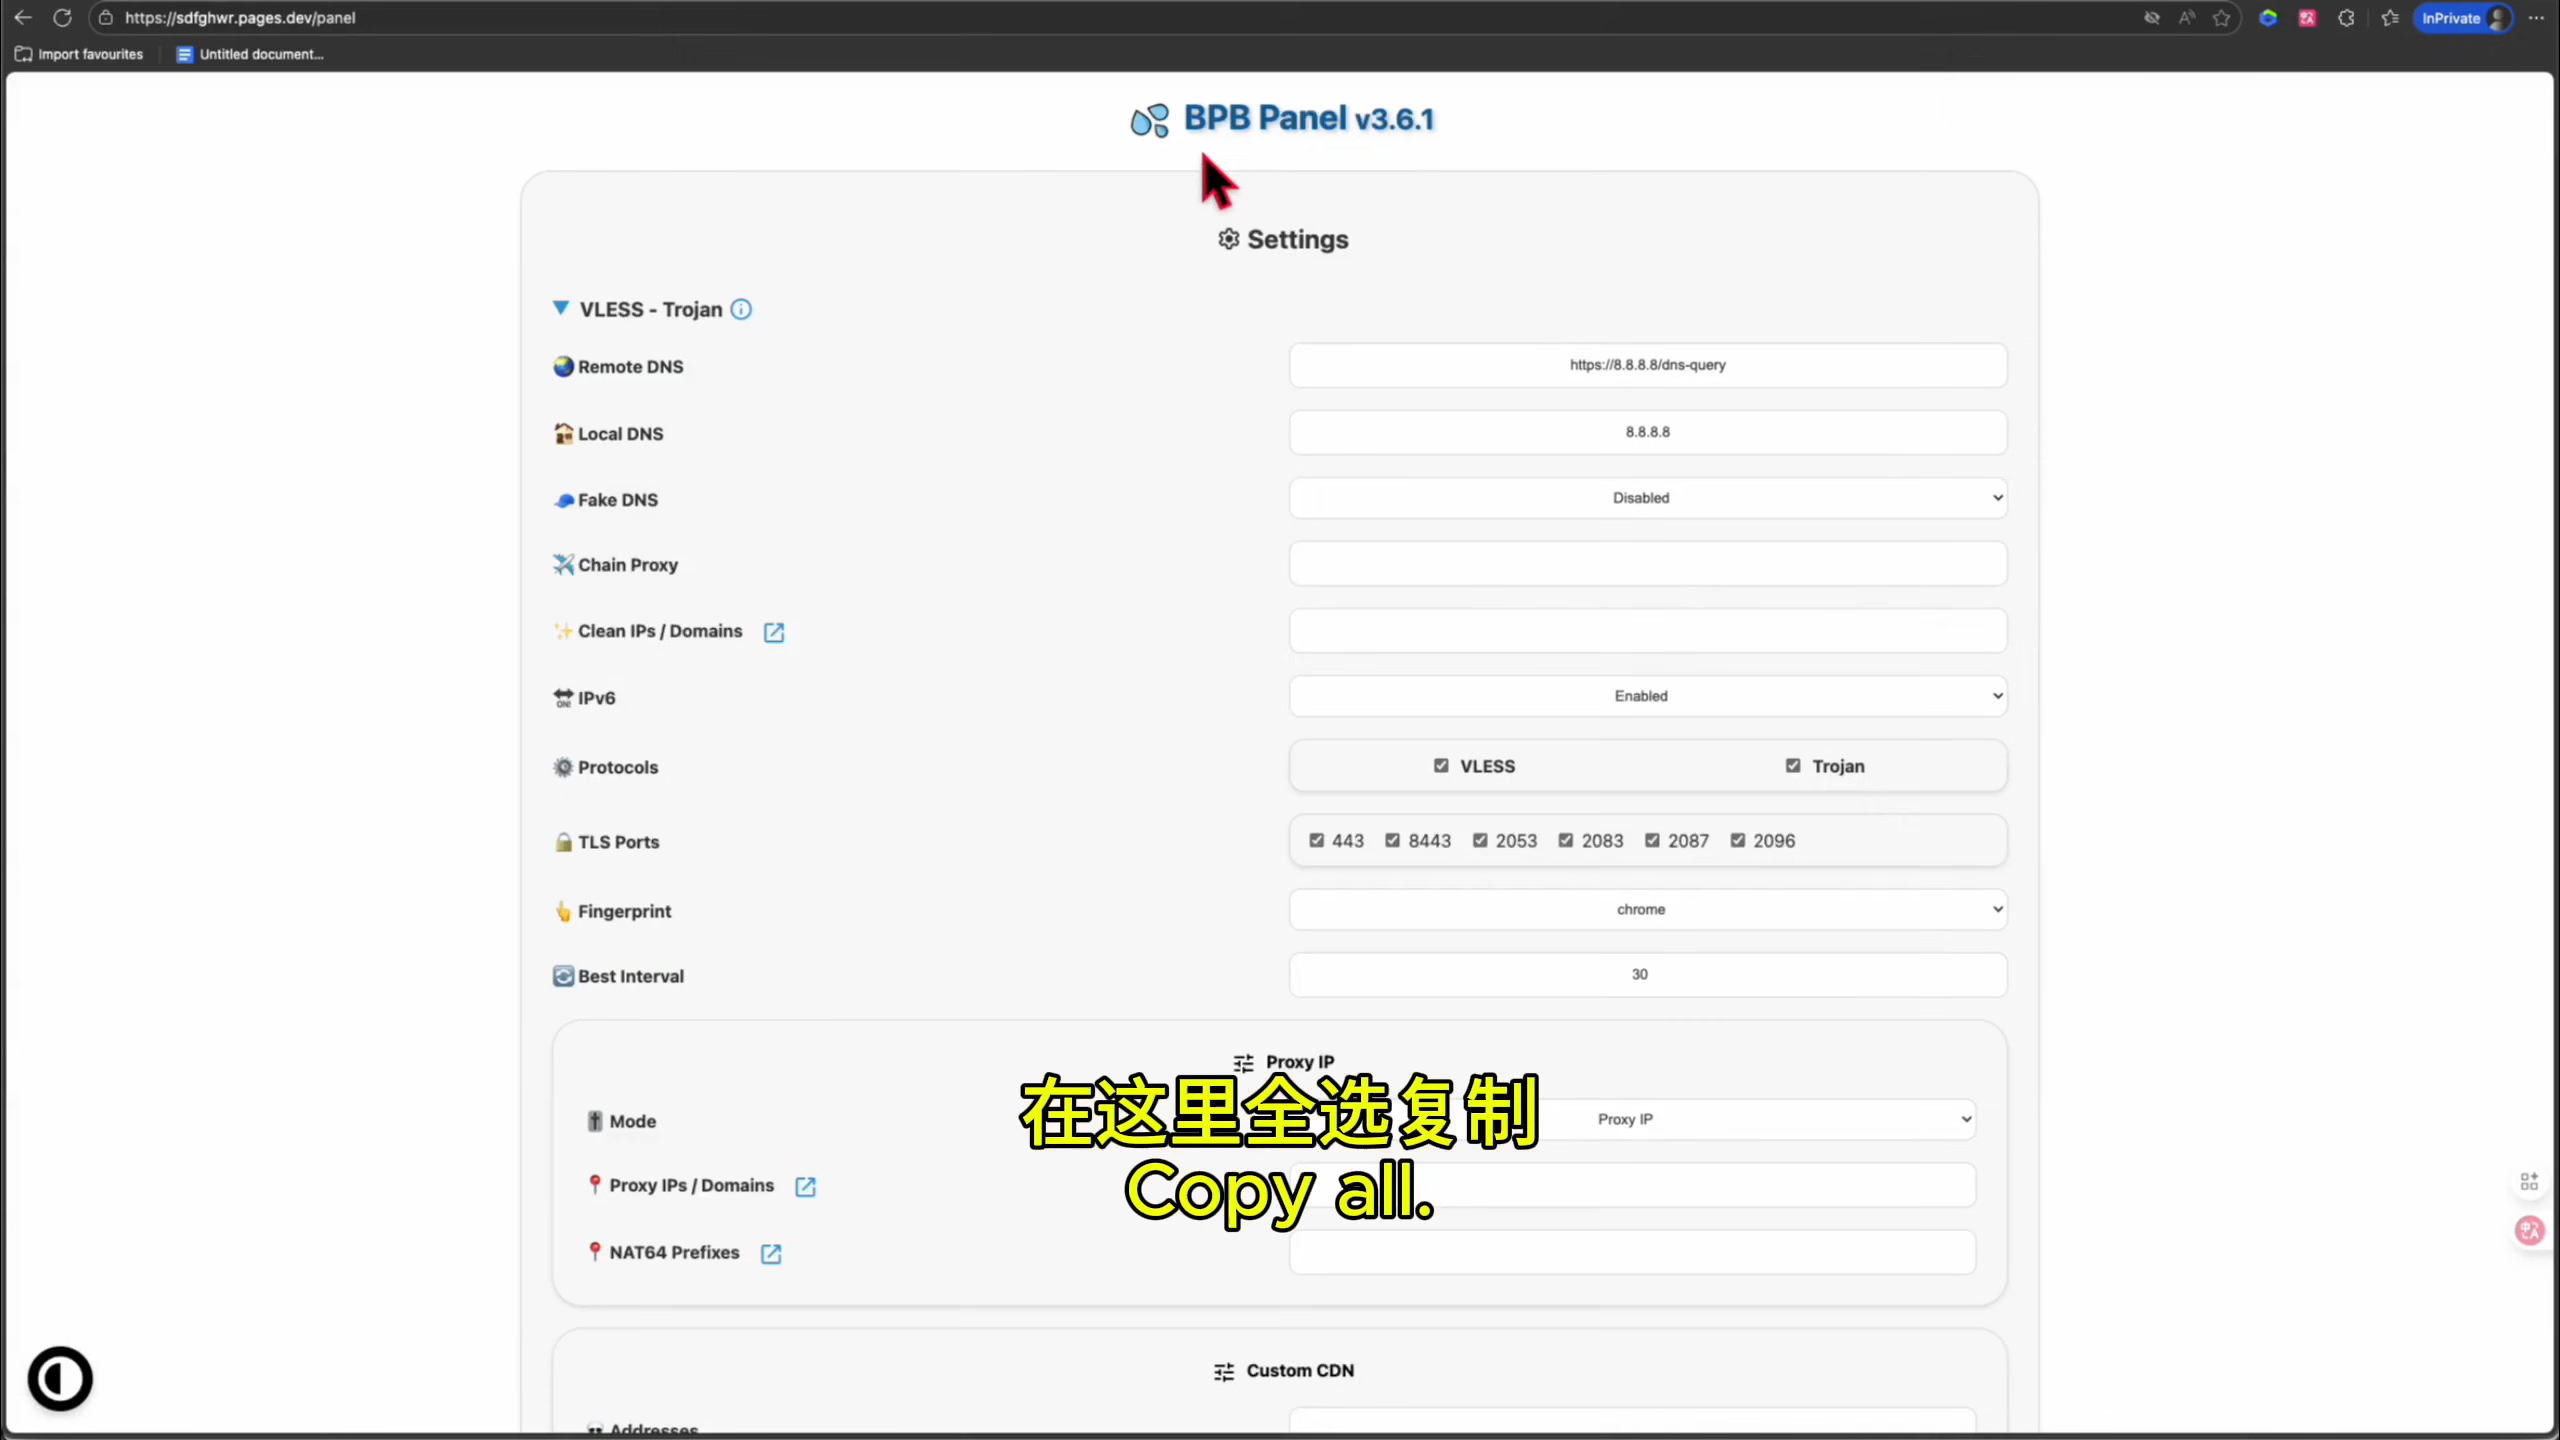 https://sdfghwr.pages.dev/panel
InPrivate
Import favourites
Untitled document...
BPB Panel v3.6.1
Settings
VLESS - Trojan
Remote DNS
https://8.8.8.8/dns-query
Local DNS
8.8.8.8
Fake DNS
Disabled
Chain Proxy
Clean IPs / Domains
IPv6
Enabled
Protocols
VLESS
Trojan
TLS Ports
443 8443 2053 2083 2087 2096
Fingerprint
chrome
Best Interval
30
Proxy IP
Mode
Proxy IP
在这里全选复制
Proxy IPs / Domains
Copy all.
NAT64 Prefixes
Custom CDN
Addresses